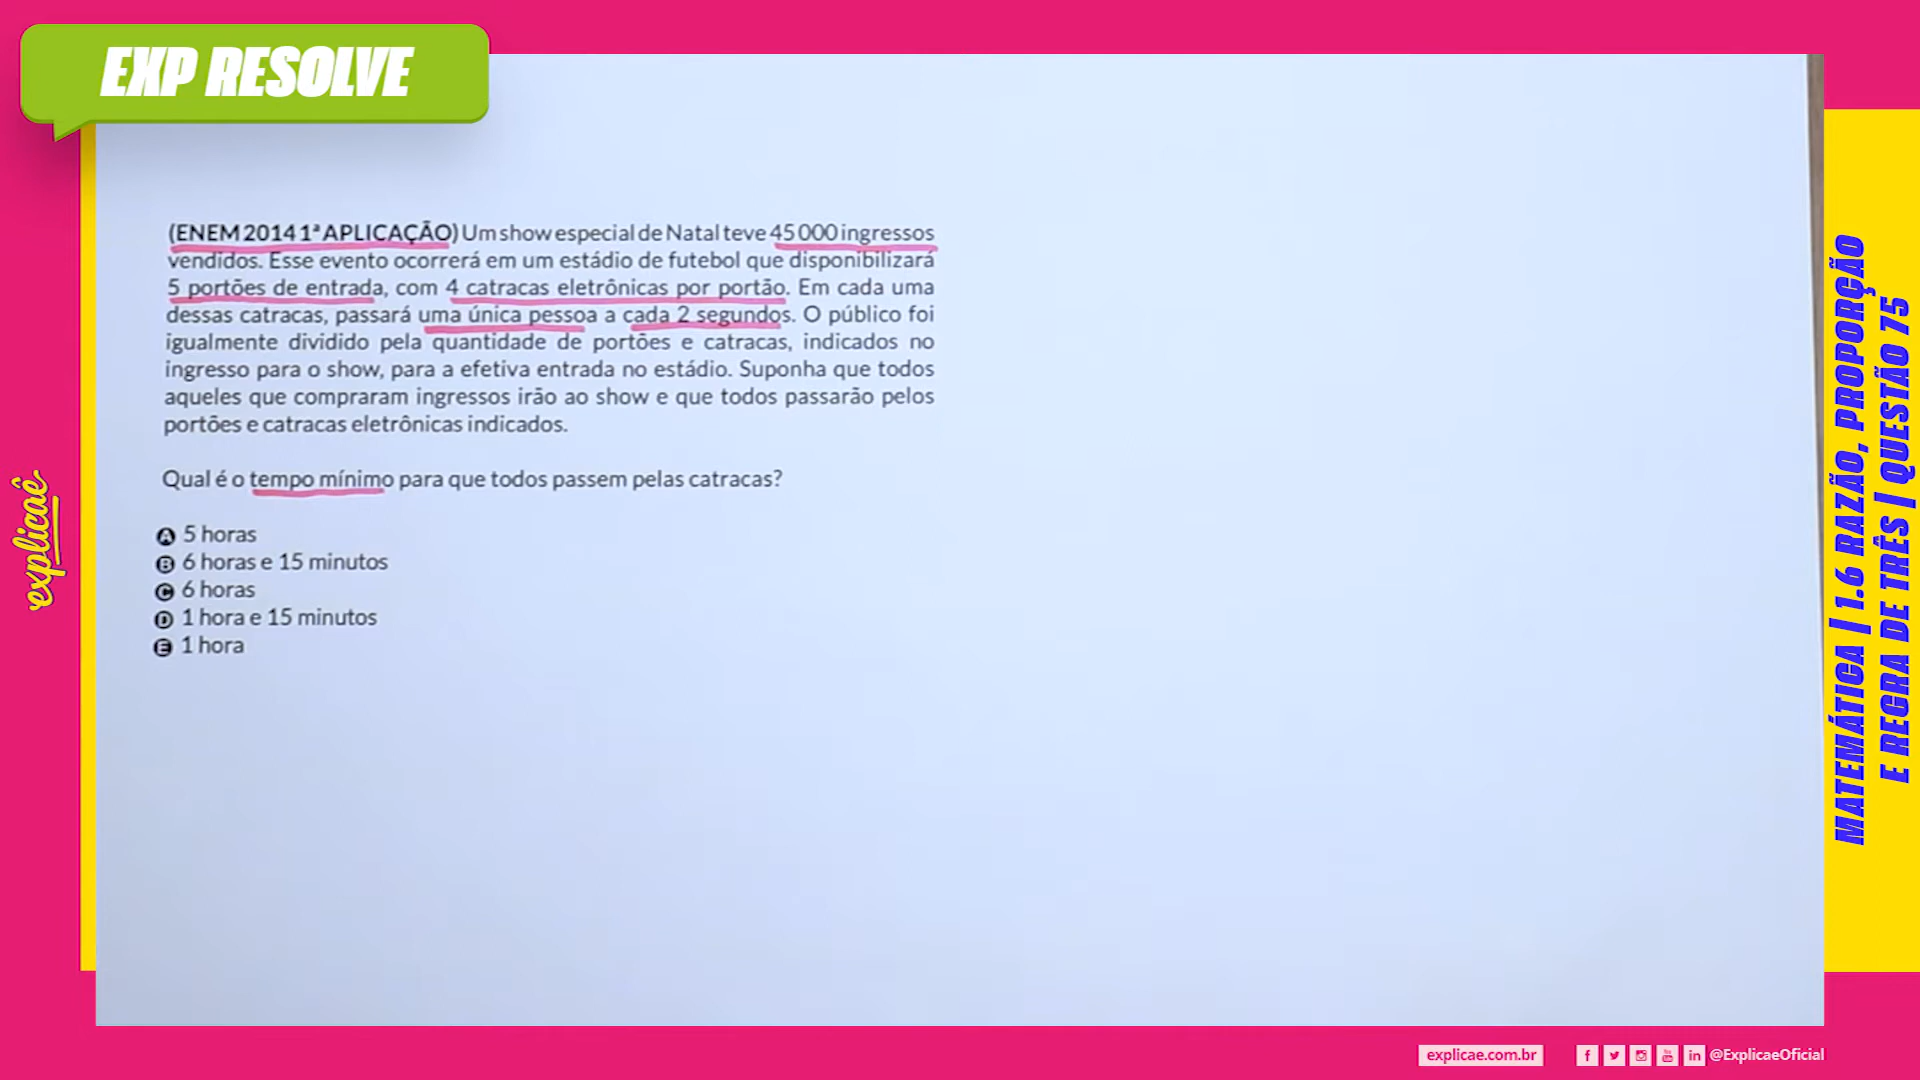 EXP RESOLVE
(ENEM 2014 1ª APLICAÇÃO) Um show especial de Natal teve 45 000 ingressos
vendidos. Esse evento ocorrerá em um estádio de futebol que disponibilizará
5 portões de entrada, com 4 catracas eletrônicas por portão. Em cada uma
dessas catracas, passará uma única pessoa a cada 2 segundos. O público foi
igualmente dividido pela quantidade de portões e catracas, indicados no
ingresso para o show, para a efetiva entrada no estádio. Suponha que todos
aqueles que compraram ingressos irão ao show e que todos passarão pelos
portões e catracas eletrônicas indicados.
Qual é o tempo mínimo para que todos passem pelas catracas?
A 5 horas
B 6 horas e 15 minutos
C 6 horas
D 1 hora e 15 minutos
E 1 hora
explicaê
MATEMÁTICA | 1.6 RAZÃO, PROPORÇÃO
E REGRA DE TRÊS | QUESTÃO 75
explicae.com.br
@ExplicaeOficial